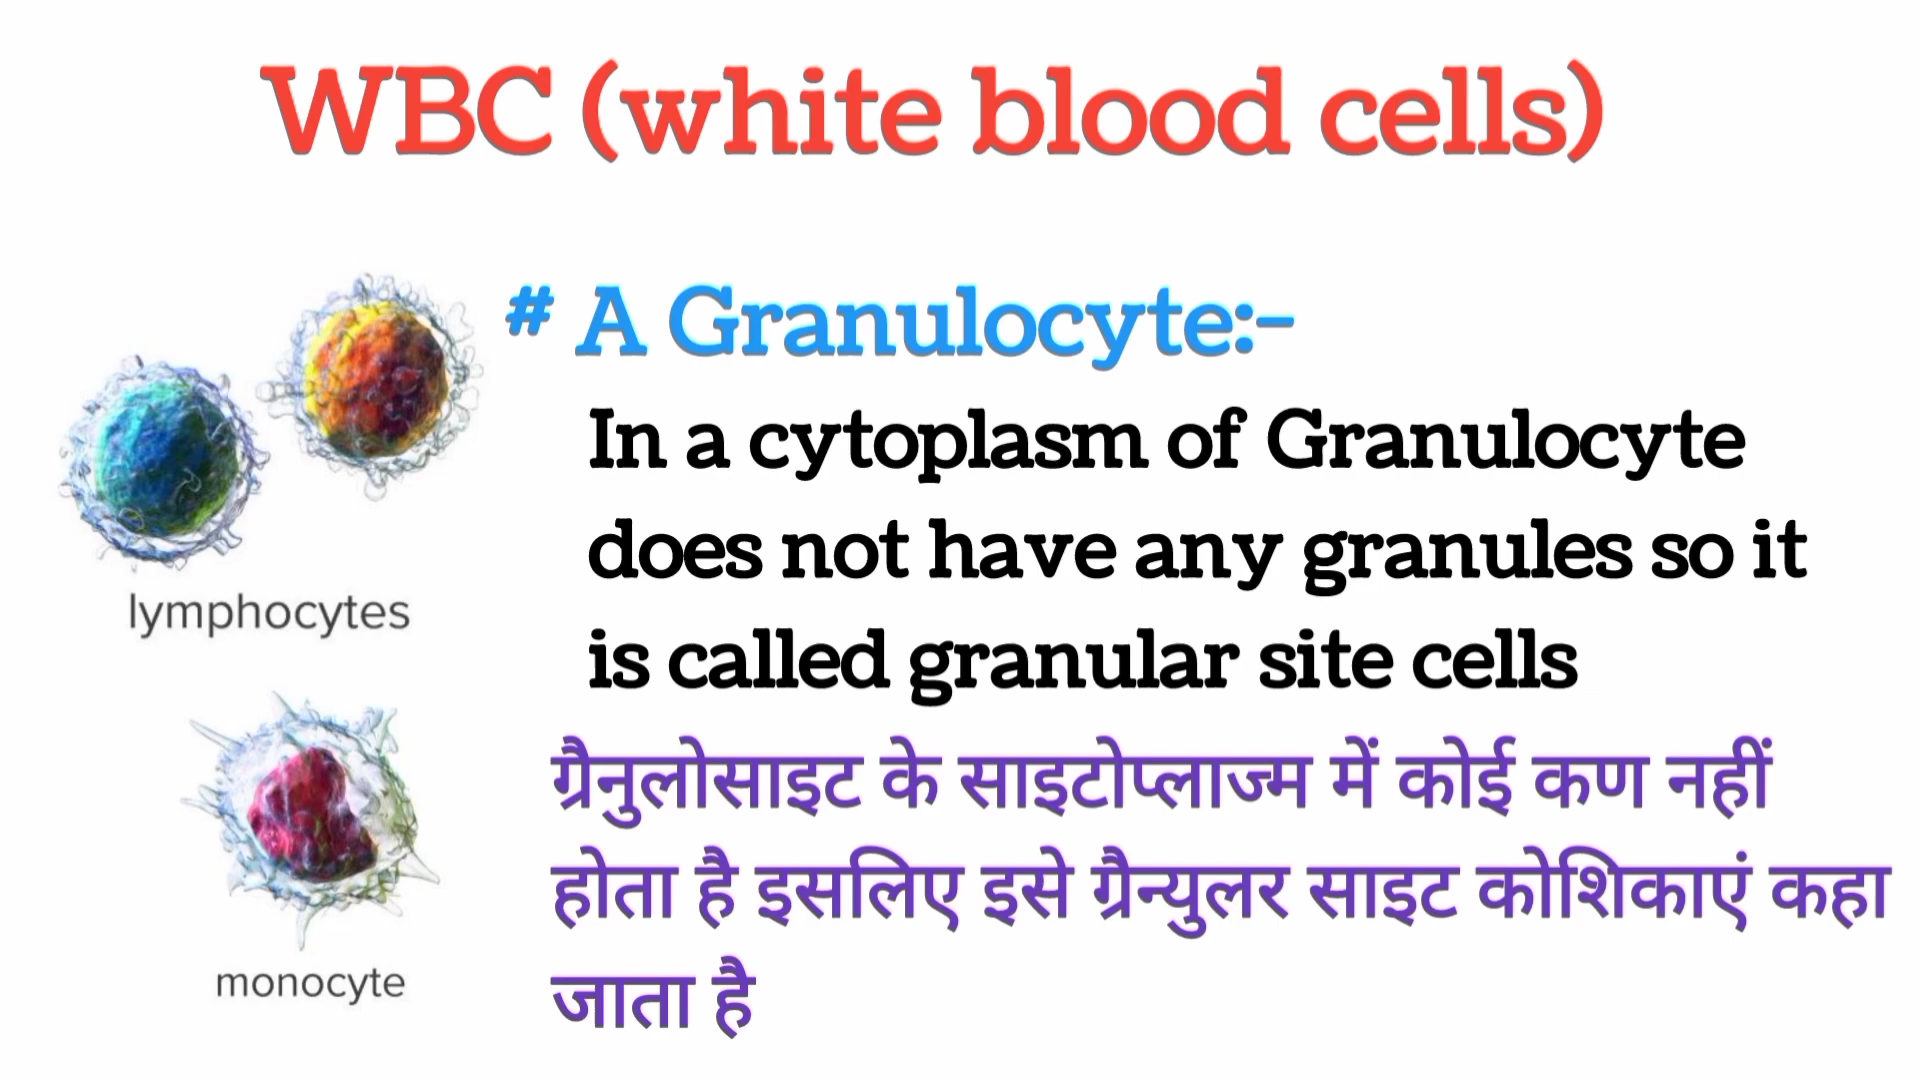 WBC (white blood cells)
# A Granulocyte:-
In a cytoplasm of Granulocyte
does not have any granules so it
is called granular site cells
ग्रैनुलोसाइट के साइटोप्लाज्म में कोई कण नहीं
होता है इसलिए इसे ग्रैन्युलर साइट कोशिकाएं कहा
जाता है
lymphocytes
monocyte